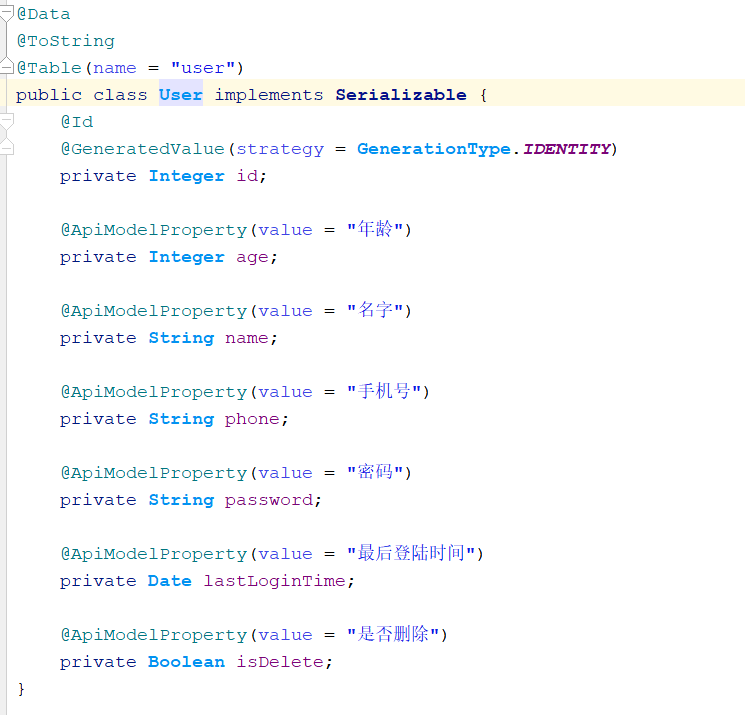 @Data
@ToString
@Table(name = "user")
public class User implements Serializable {
    @Id
    @GeneratedValue(strategy = GenerationType.IDENTITY)
    private Integer id;
    @ApiModelProperty(value = "年龄")
    private Integer age;
    @ApiModelProperty(value = "名字")
    private String name;
    @ApiModelProperty(value = "手机号")
    private String phone;
    @ApiModelProperty(value = "密码")
    private String password;
    @ApiModelProperty(value = "最后登陆时间")
    private Date lastLoginTime;
    @ApiModelProperty(value = "是否删除")
    private Boolean isDelete;
}